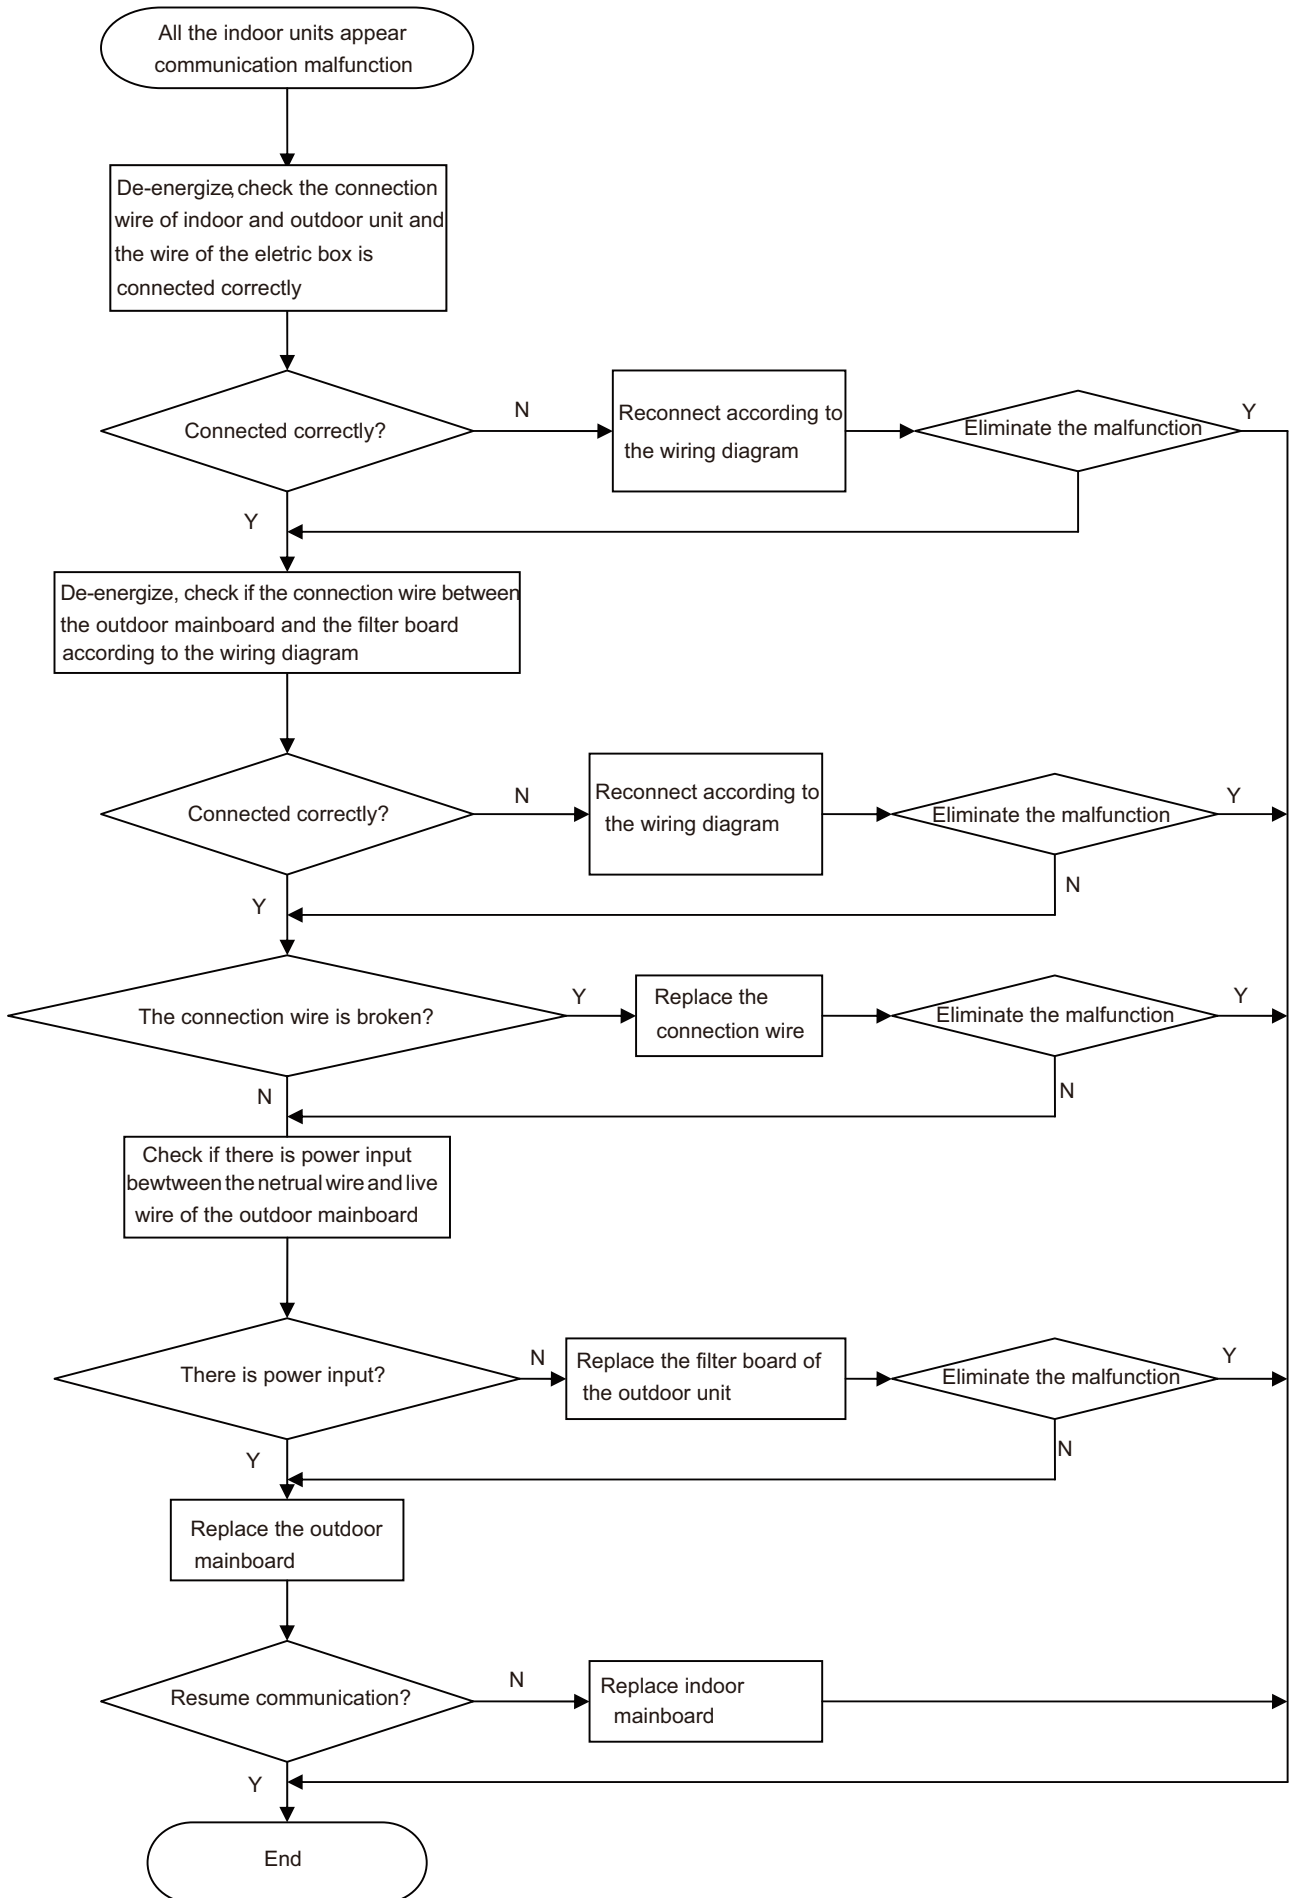 All the indoor units appear
communication malfunction
De-energize, check the connection
wire of indoor and outdoor unit and
the wire of the eletric box is
connected correctly
Connected correctly?
N
Reconnect according to
the wiring diagram
Eliminate the malfunction
Y
Y
De-energize, check if the connection wire between
the outdoor mainboard and the filter board
according to the wiring diagram
Connected correctly?
N
Reconnect according to
the wiring diagram
Eliminate the malfunction
Y
N
Y
The connection wire is broken?
Y
Replace the
connection wire
Eliminate the malfunction
Y
N
N
Check if there is power input
bewtween the netrual wire and live
wire of the outdoor mainboard
There is power input?
N
Replace the filter board of
the outdoor unit
Eliminate the malfunction
Y
N
Y
Replace the outdoor
mainboard
Resume communication?
N
Replace indoor
mainboard
Y
End